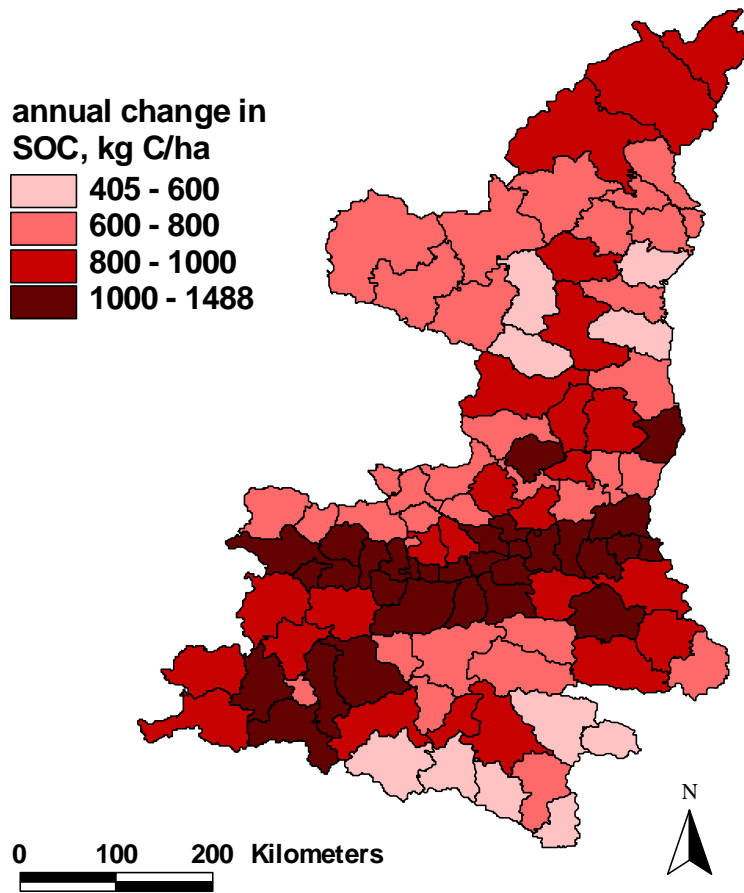 annual change in
SOC, kg C/ha
405 - 600
600 - 800
800 - 1000
1000 - 1488
N
0 100 200 Kilometers